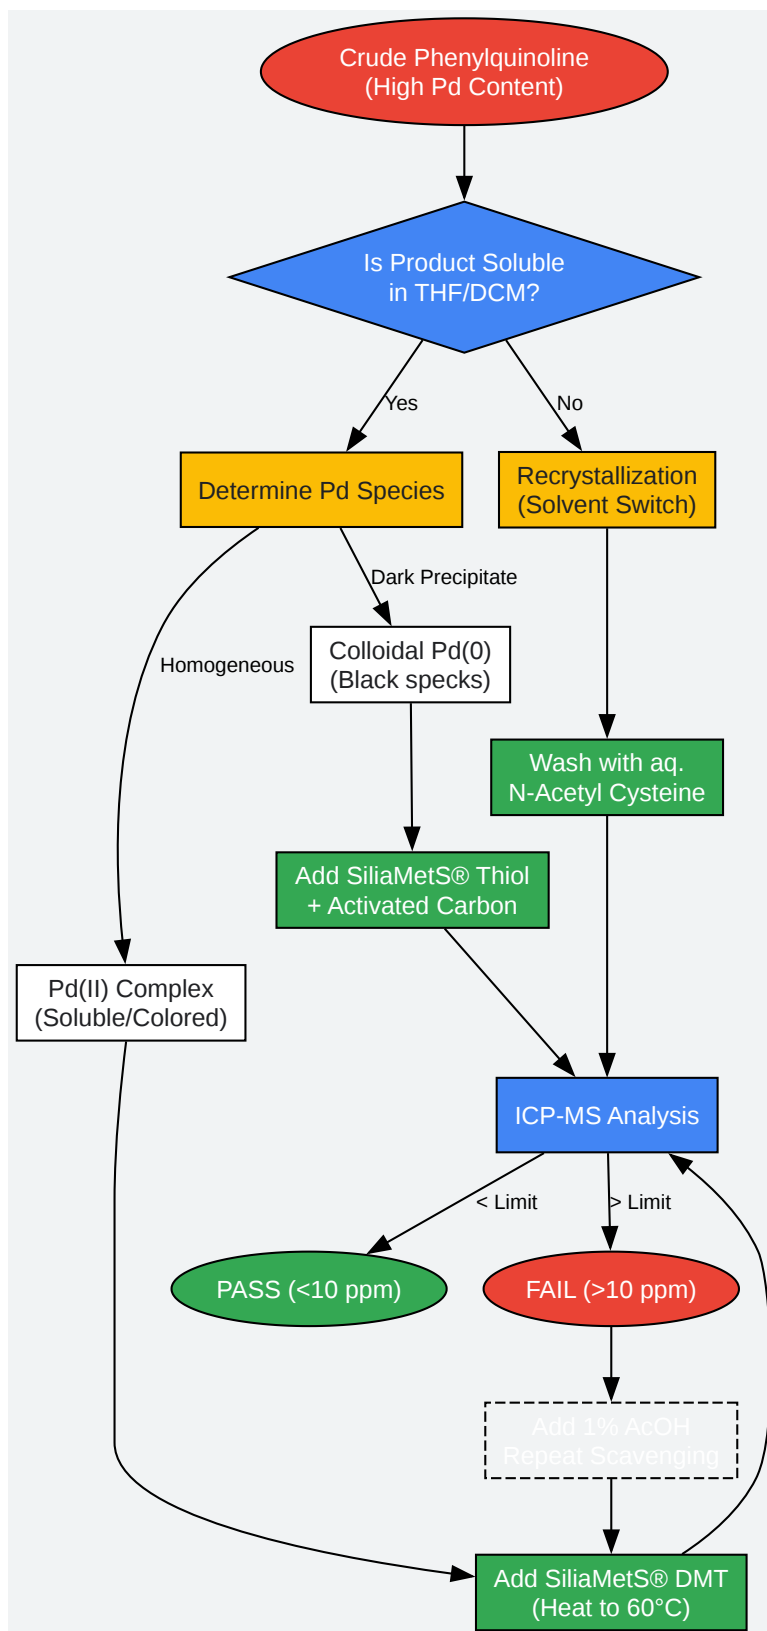 Crude Phenylquinoline
(High Pd Content)
Is Product Soluble
in THF/DCM?
Yes
No
Determine Pd Species
Recrystallization
(Solvent Switch)
Dark Precipitate
Homogeneous
Colloidal Pd(0)
(Black specks)
Wash with aq.
N-Acetyl Cysteine
Add SiliaMetS® Thiol
+ Activated Carbon
Pd(II) Complex
(Soluble/Colored)
ICP-MS Analysis
< Limit
> Limit
PASS (<10 ppm)
FAIL (>10 ppm)
Add 1% AcOH
Repeat Scavenging
Add SiliaMetS® DMT
(Heat to 60°C)